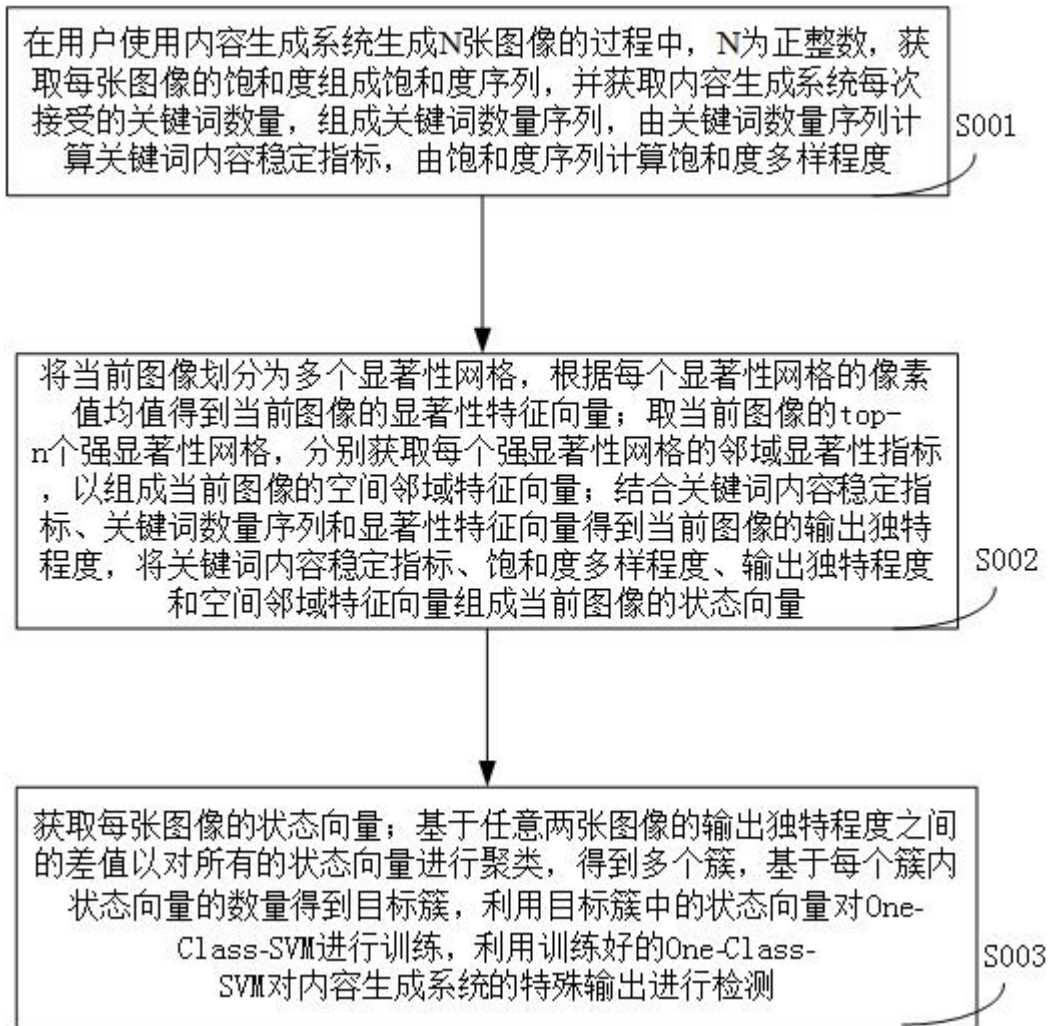 在用户使用内容生成系统生成N张图像的过程中，N为正整数，获
取每张图像的饱和度组成饱和度序列，并获取内容生成系统每次
接受的关键词数量，组成关键词数量序列，由关键词数量序列计
算关键词内容稳定指标，由饱和度序列计算饱和度多样程度
S001
将当前图像划分为多个显著性网格，根据每个显著性网格的像素
值均值得到当前图像的显著性特征向量；取当前图像的top-
n个强显著性网格，分别获取每个强显著性网格的邻域显著性指标
，以组成当前图像的空间邻域特征向量；结合关键词内容稳定指
标、关键词数量序列和显著性特征向量得到当前图像的输出独特
程度，将关键词内容稳定指标、饱和度多样程度、输出独特程度
和空间邻域特征向量组成当前图像的状态向量
S002
获取每张图像的状态向量；基于任意两张图像的输出独特程度之间
的差值以对所有的状态向量进行聚类，得到多个簇，基于每个簇内
状态向量的数量得到目标簇，利用目标簇中的状态向量对One-
Class-SVM进行训练，利用训练好的One-Class-
SVM对内容生成系统的特殊输出进行检测
S003